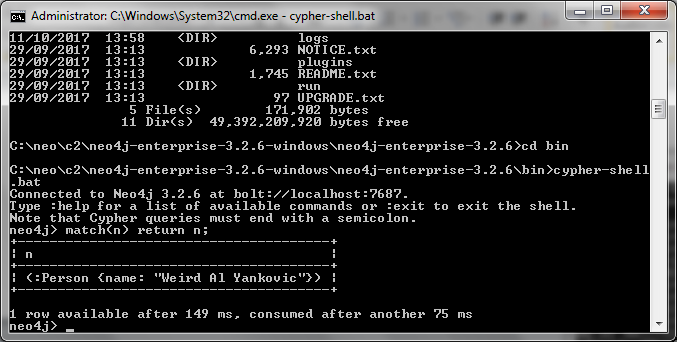 Administrator: C:\Windows\System32\cmd.exe - cypher-shell.bat
11/10/2017  13:58    <DIR>          logs
29/09/2017  13:13             6,293 NOTICE.txt
29/09/2017  13:13    <DIR>          plugins
29/09/2017  13:13             1,745 README.txt
29/09/2017  13:13    <DIR>          run
29/09/2017  13:13                97 UPGRADE.txt
               5 File(s)        171,902 bytes
              11 Dir(s)  49,392,209,920 bytes free
C:\neo\c2\neo4j-enterprise-3.2.6-windows\neo4j-enterprise-3.2.6>cd bin
C:\neo\c2\neo4j-enterprise-3.2.6-windows\neo4j-enterprise-3.2.6\bin>cypher-shell
.bat
Connected to Neo4j 3.2.6 at bolt://localhost:7687.
Type :help for a list of available commands or :exit to exit the shell.
Note that Cypher queries must end with a semicolon.
neo4j> match(n) return n;
+---------------------------------------+
| n                                     |
+---------------------------------------+
| (:Person {name: "Weird Al Yankovic"}) |
+---------------------------------------+
1 row available after 149 ms, consumed after another 75 ms
neo4j> _